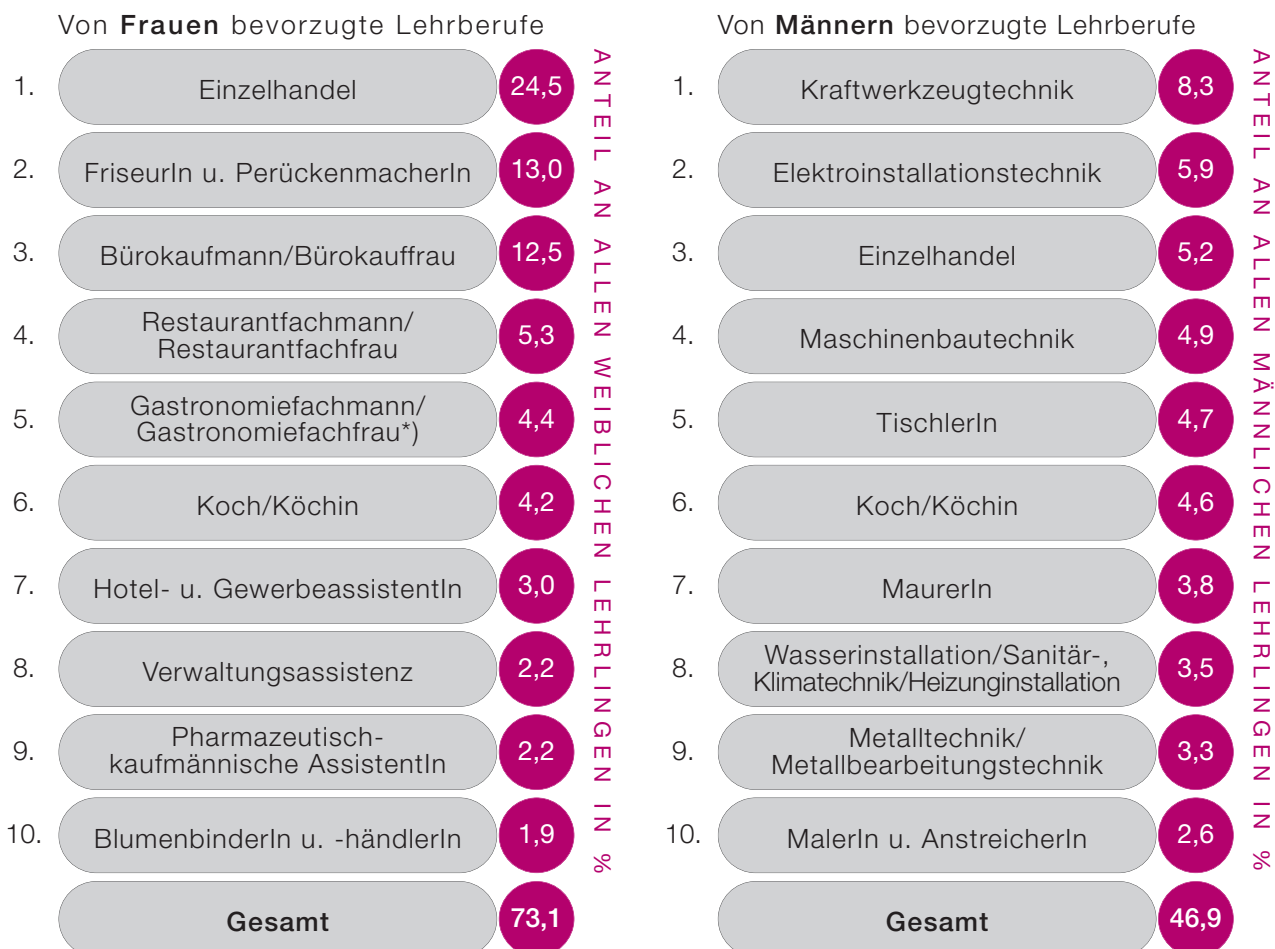 Von Frauen bevorzugte Lehrberufe
1.
Einzelhandel
24,5
2.
FriseurIn u. PerückenmacherIn
13,0
3.
Bürokaufmann/Bürokauffrau
12,5
4.
Restaurantfachmann/
Restaurantfachfrau
5,3
5.
Gastronomiefachmann/
Gastronomiefachfrau*)
4,4
6.
Koch/Köchin
4,2
7.
Hotel- u. GewerbeassistentIn
3,0
8.
Verwaltungsassistenz
2,2
9.
Pharmazeutisch-
kaufmännische AssistentIn
2,2
10.
BlumenbinderIn u. -händlerIn
1,9
Gesamt
73,1
ANTEIL AN ALLEN WEIBLICHEN LEHRLINGEN IN %
Von Männern bevorzugte Lehrberufe
1.
Kraftwerkzeugtechnik
8,3
2.
Elektroinstallationstechnik
5,9
3.
Einzelhandel
5,2
4.
Maschinenbautechnik
4,9
5.
TischlerIn
4,7
6.
Koch/Köchin
4,6
7.
MaurerIn
3,8
8.
Wasserinstallation/Sanitär-,
Klimatechnik/Heizunginstallation
3,5
9.
Metalltechnik/
Metallbearbeitungstechnik
3,3
10.
MalerIn u. AnstreicherIn
2,6
Gesamt
46,9
ANTEIL AN ALLEN MÄNNLICHEN LEHRLINGEN IN %